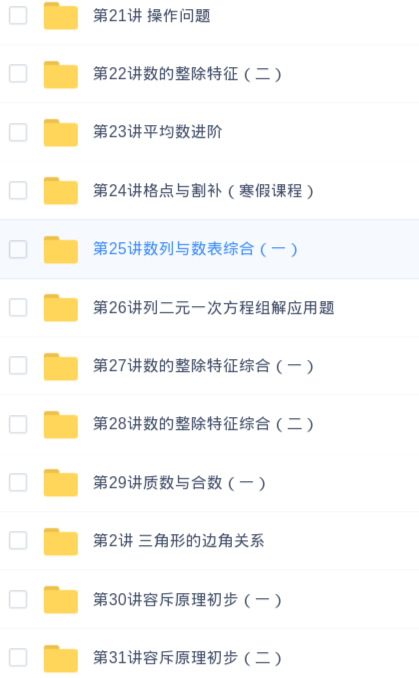 第21讲 操作问题
第22讲数的整除特征（二）
第23讲平均数进阶
第24讲格点与割补（寒假课程）
第25讲数列与数表综合（一）
第26讲列二元一次方程组解应用题
第27讲数的整除特征综合（一）
第28讲数的整除特征综合（二）
第29讲质数与合数（一）
第2讲 三角形的边角关系
第30讲容斥原理初步（一）
第31讲容斥原理初步（二）